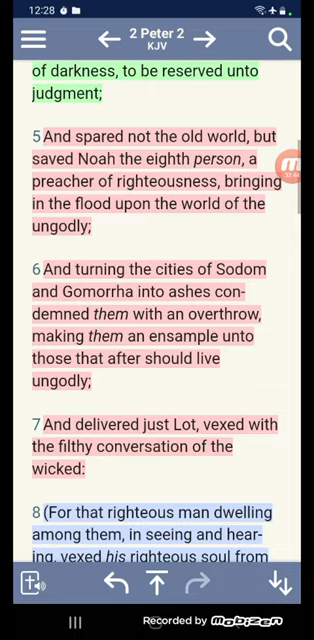 12:28
2 Peter 2
KJV
of darkness, to be reserved unto
judgment;
5 And spared not the old world, but
saved Noah the eighth person, a
preacher of righteousness, bringing
in the flood upon the world of the
ungodly;
6 And turning the cities of Sodom
and Gomorrha into ashes con-
demned them with an overthrow,
making them an ensample unto
those that after should live
ungodly;
7 And delivered just Lot, vexed with
the filthy conversation of the
wicked:
8 (For that righteous man dwelling
among them, in seeing and hear-
ing, vexed his righteous soul from
Recorded by mobizen